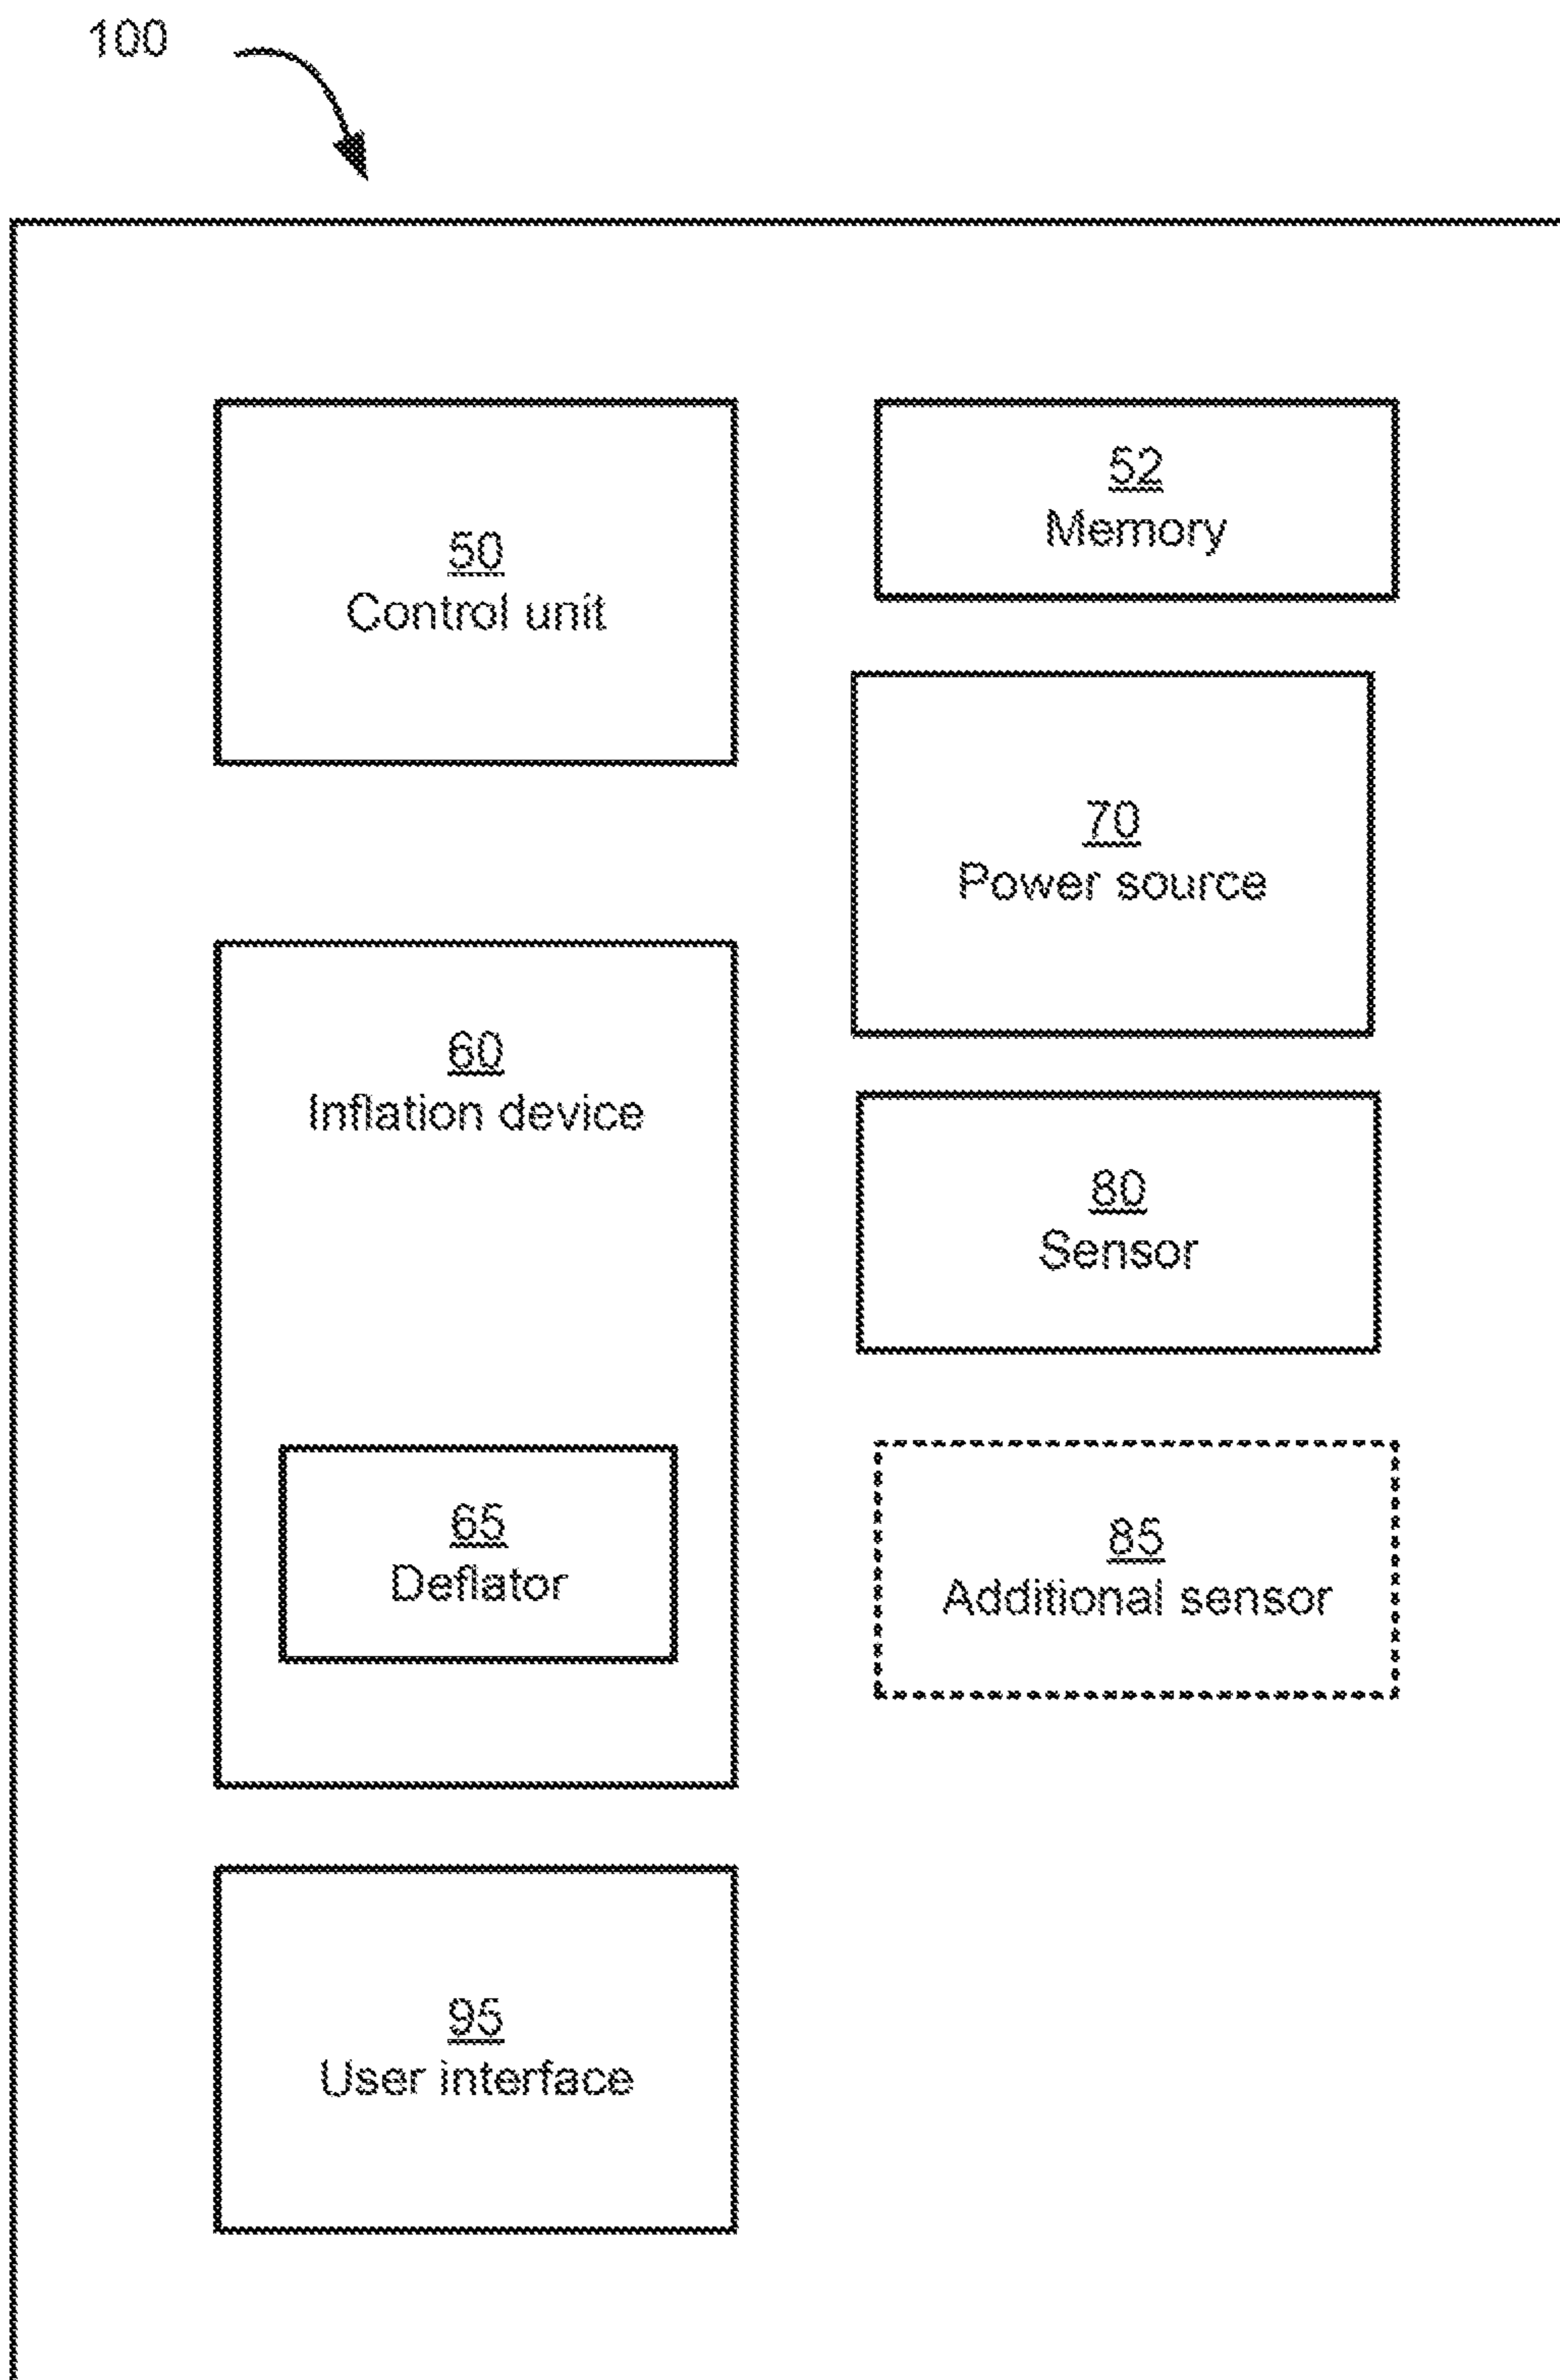 100
50
Control unit
52
Memory
70
Power source
60
Inflation device
80
Sensor
65
Deflator
85
Additional sensor
95
User interface